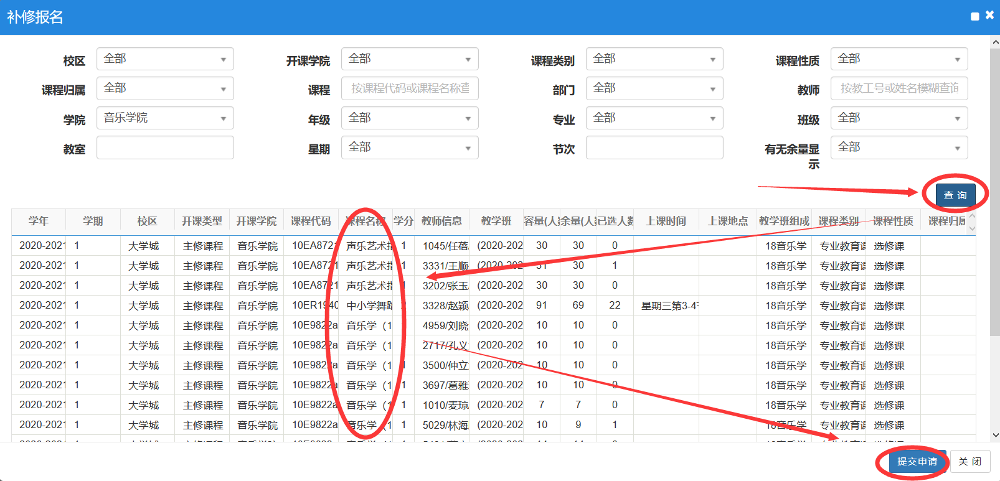 补修报名
校区 全部 开课学院 全部 课程类别 全部 课程性质 全部
课程归属 全部 课程 按课程代码或课程名称查 部门 全部 教师 按教工号或姓名模糊查询
学院 音乐学院 年级 全部 专业 全部 班级 全部
教室 星期 全部 节次 有无余量显示 全部
查 询
学年 学期 校区 开课类型 开课学院 课程代码 课程名称 学分 教师信息 教学班 容量(人 余量(人 已选人数 上课时间 上课地点 教学班组成 课程类别 课程性质 课程归属
2020-2021 1 大学城 主修课程 音乐学院 10EA8721 声乐艺术指 1 1045/任蓓 (2020-202 30 30 0 18音乐学 专业教育课 选修课
2020-2021 1 大学城 主修课程 音乐学院 10EA8721 声乐艺术指 1 3331/王顺 (2020-202 31 30 1 18音乐学 专业教育课 选修课
2020-2021 1 大学城 主修课程 音乐学院 10EA8721 声乐艺术指 1 3202/张玉 (2020-202 30 30 0 18音乐学 专业教育课 选修课
2020-2021 1 大学城 主修课程 音乐学院 10ER1940 中小学舞蹈 2 3328/赵颖 (2020-202 91 69 22 星期三第3-4节 18音乐学 专业教育课 选修课
2020-2021 1 大学城 主修课程 音乐学院 10E9822a 音乐学（1 1 4959/刘晓 (2020-202 10 10 0 18音乐学 专业教育课 选修课
2020-2021 1 大学城 主修课程 音乐学院 10E9822a 音乐学（1 1 2717/孔义 (2020-202 10 10 0 18音乐学 专业教育课 选修课
2020-2021 1 大学城 主修课程 音乐学院 10E9822a 音乐学（1 1 3500/仲立 (2020-202 10 10 0 18音乐学 专业教育课 选修课
2020-2021 1 大学城 主修课程 音乐学院 10E9822a 音乐学（1 1 3697/葛雅 (2020-202 10 10 0 18音乐学 专业教育课 选修课
2020-2021 1 大学城 主修课程 音乐学院 10E9822a 音乐学（1 1 1010/麦琼 (2020-202 7 7 0 18音乐学 专业教育课 选修课
2020-2021 1 大学城 主修课程 音乐学院 10E9822a 音乐学（1 1 5029/林海 (2020-202 10 9 1 18音乐学 专业教育课 选修课
提交申请 关 闭